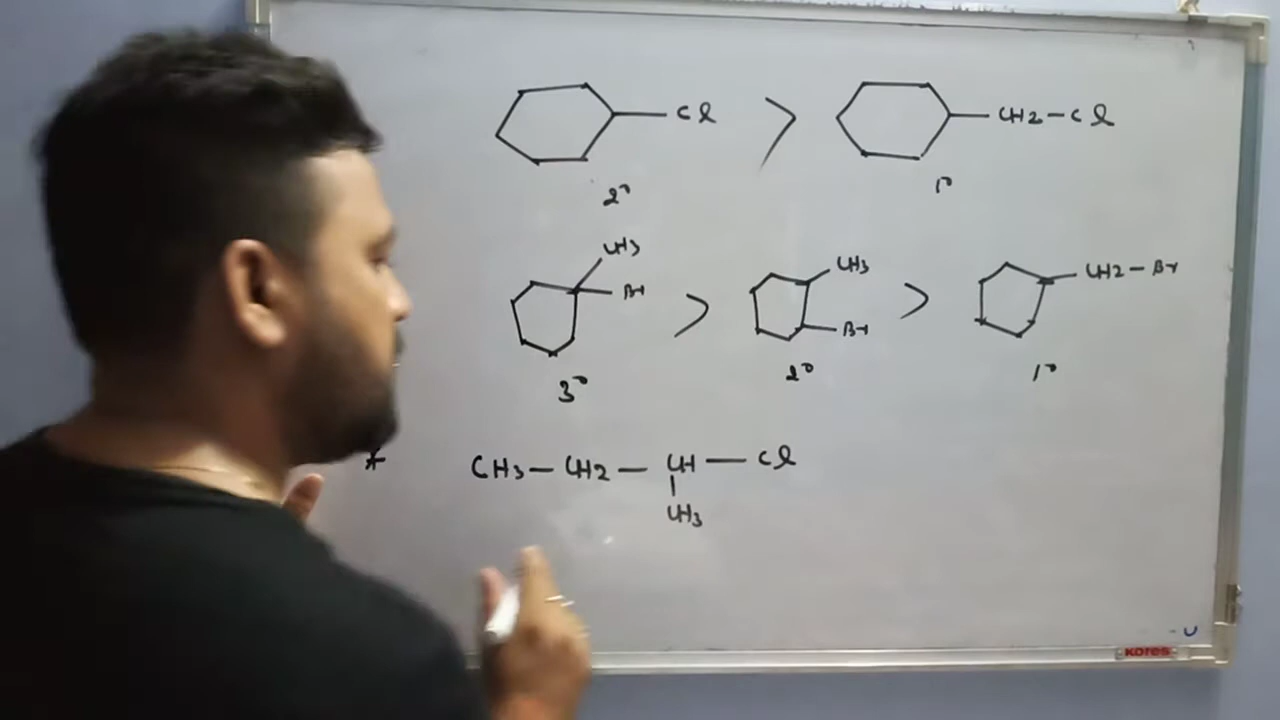 Cl > CH2-Cl
2° 1°
CH3 CH3
Br > Br > CH2-Br
3° 2° 1°
* CH3-CH2-CH-Cl
CH3
KORES